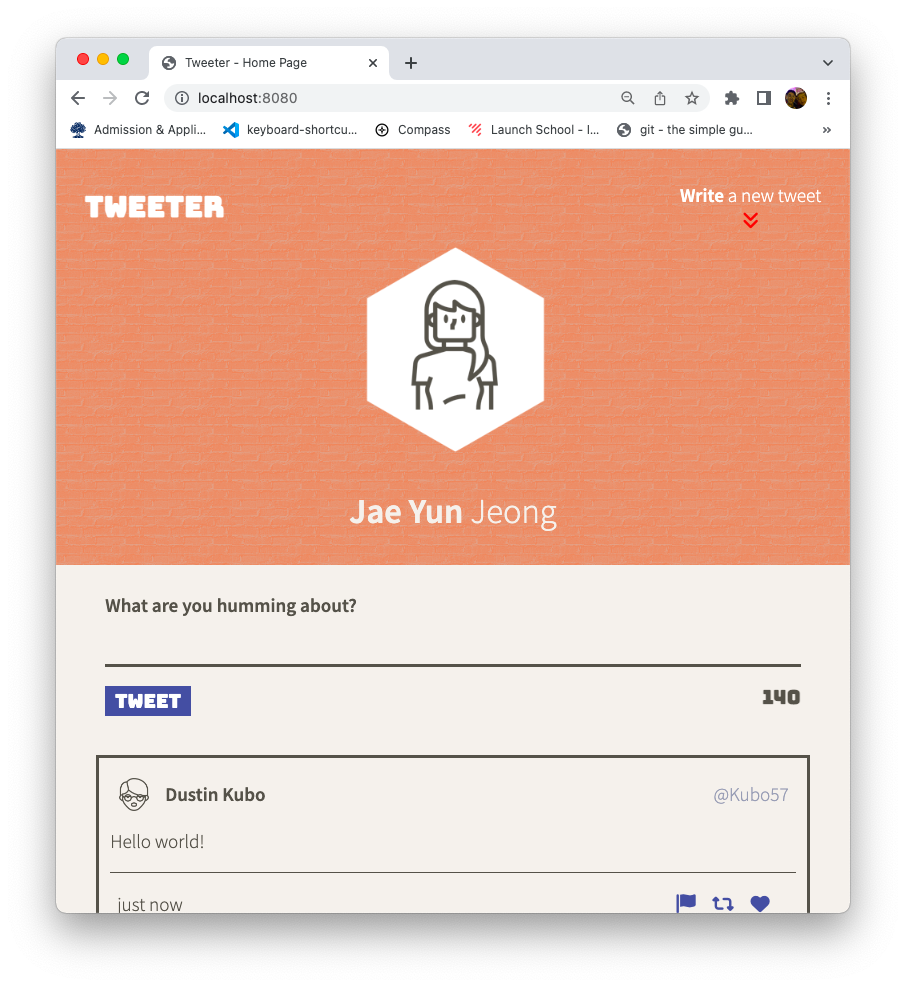 Tweeter - Home Page
localhost:8080
Admission & Appli...
keyboard-shortcu...
Compass
Launch School - I...
git - the simple gu...
TWEETER
Write a new tweet
Jae Yun Jeong
What are you humming about?
TWEET
140
Dustin Kubo
@Kubo57
Hello world!
just now